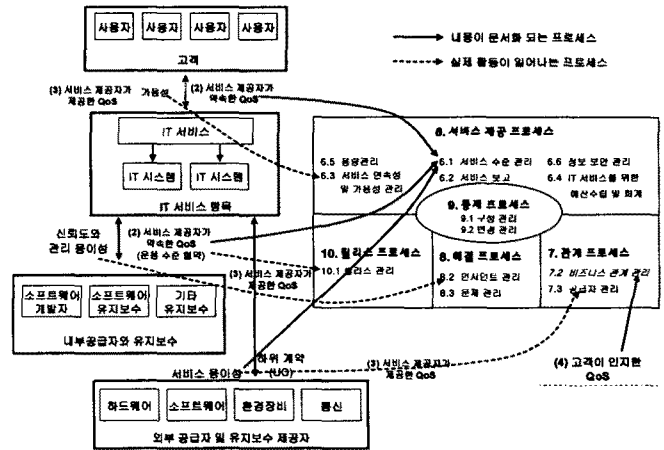 사용자 사용자 사용자 사용자
고객
내용이 문서화 되는 프로세스
실제 활동이 일어나는 프로세스
(3) 서비스 제공자가
제공한 QoS
가용성
(2) 서비스 제공자가
약속한 QoS
IT 서비스
IT 시스템 IT 시스템
IT 서비스 항목
6. 서비스 제공 프로세스
6.5 용량관리
6.3 서비스 연속성
및 가용성 관리
6.1 서비스 수준 관리
6.2 서비스 보고
6.6 정보 보안 관리
6.4 IT 서비스를 위한
예산수립 및 회계
9. 통제 프로세스
9.1 구성 관리
9.2 변경 관리
신뢰도와
관리 용이성
(2) 서비스 제공자가
약속한 QoS
(운용 수준 협약)
(3) 서비스 제공자가
제공한 QoS
10. 릴리스 프로세스
10.1 릴리스 관리
8. 해결 프로세스
8.2 인시던트 관리
8.3 문제 관리
7. 관계 프로세스
7.2 비즈니스 관계 관리
7.3 공급자 관리
소프트웨어
개발자
소프트웨어
유지보수
기타
유지보수
내부공급자와 유지보수
서비스 용이성
하위 계약
(UG)
(3) 서비스 제공자가
제공한 QoS
(4) 고객이 인지한
QoS
하드웨어 소프트웨어 환경장비 통신
외부 공급자 및 유지보수 제공자